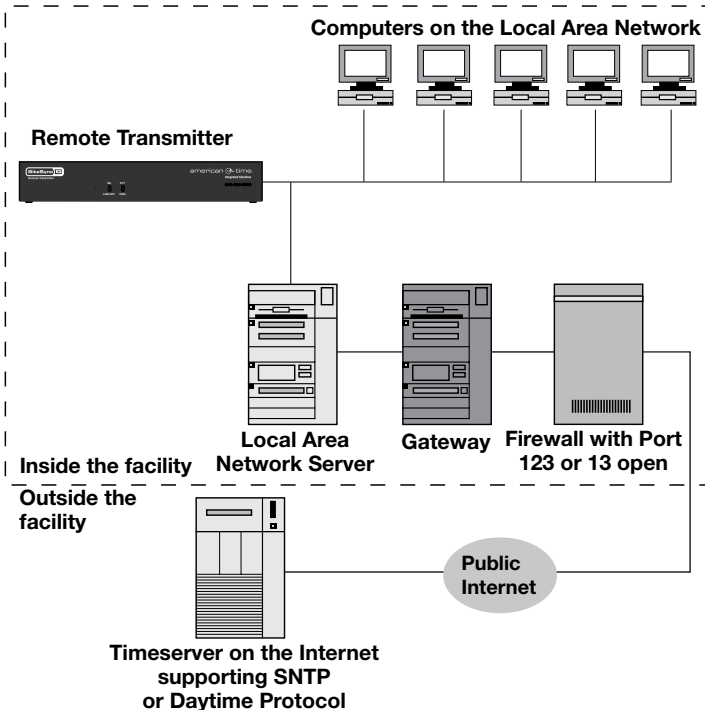 Computers on the Local Area Network
Remote Transmitter
SiteSync IQ
american time
Local Area
Network Server
Gateway
Firewall with Port
123 or 13 open
Inside the facility
Outside the
facility
Public
Internet
Timeserver on the Internet
supporting SNTP
or Daytime Protocol